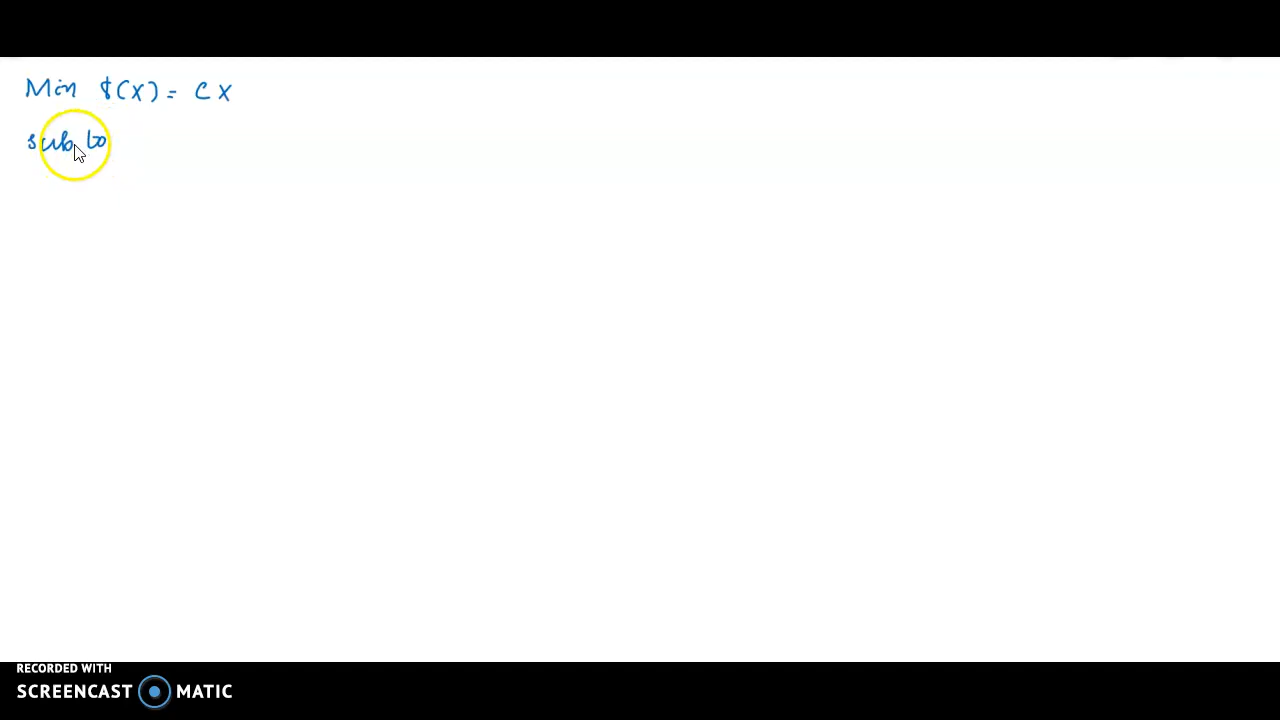 Min f(X) = CX
sub to
RECORDED WITH
SCREENCAST MATIC